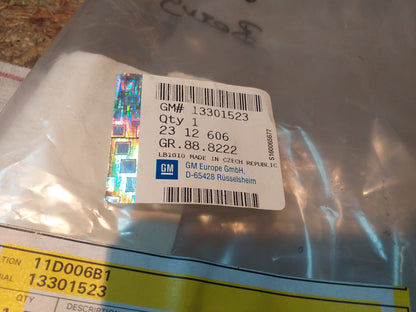 GM# 13301523
Qty 1
23 12 606
GR.88.8222
LB1010 MADE IN CZECH REPUBLIC
S160065677
GM
GM Europe GmbH,
D-65428 Rüsselsheim
11D006B1
13301523
QTY